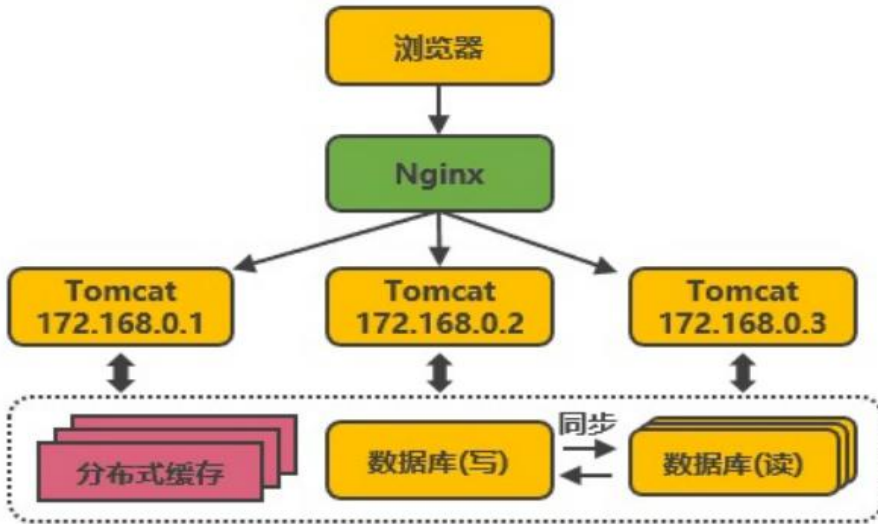 浏览器
Nginx
Tomcat
172.168.0.1
Tomcat
172.168.0.2
Tomcat
172.168.0.3
分布式缓存
数据库(写)
同步
数据库(读)